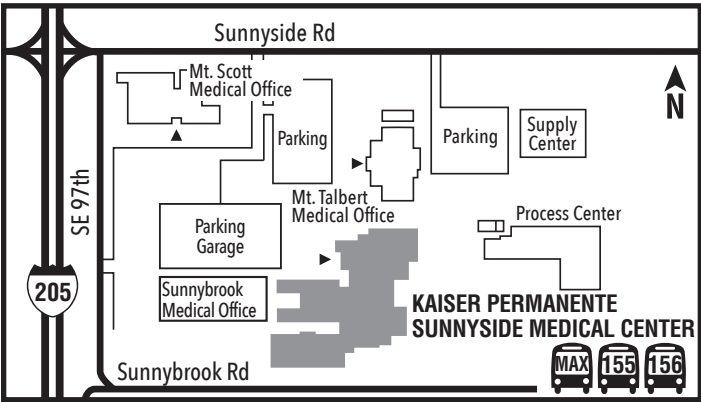 Sunnyside Rd
Mt. Scott
Medical Office
N
Parking
Parking
Supply
Center
SE 97th
Mt. Talbert
Medical Office
Parking
Garage
Process Center
205
Sunnybrook
Medical Office
KAISER PERMANENTE
SUNNYSIDE MEDICAL CENTER
Sunnybrook Rd
MAX
155
156